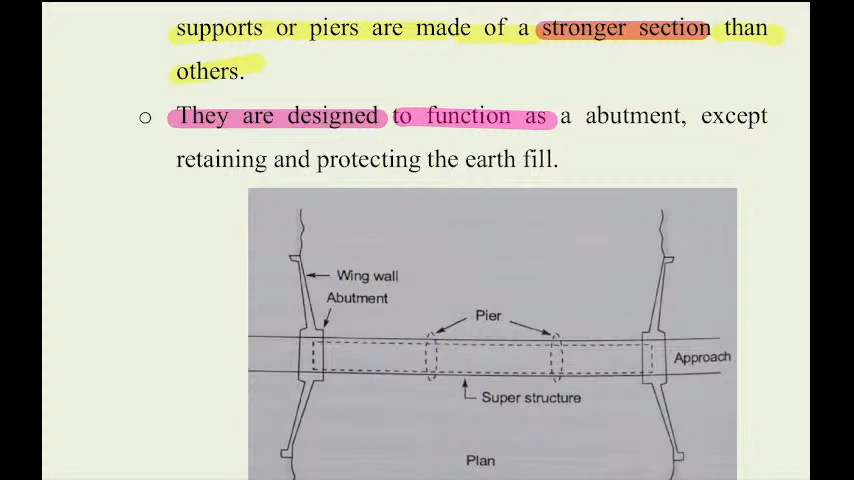 supports or piers are made of a stronger section than
others.
They are designed to function as a abutment, except
retaining and protecting the earth fill.
Wing wall
Abutment
Pier
Approach
Super structure
Plan